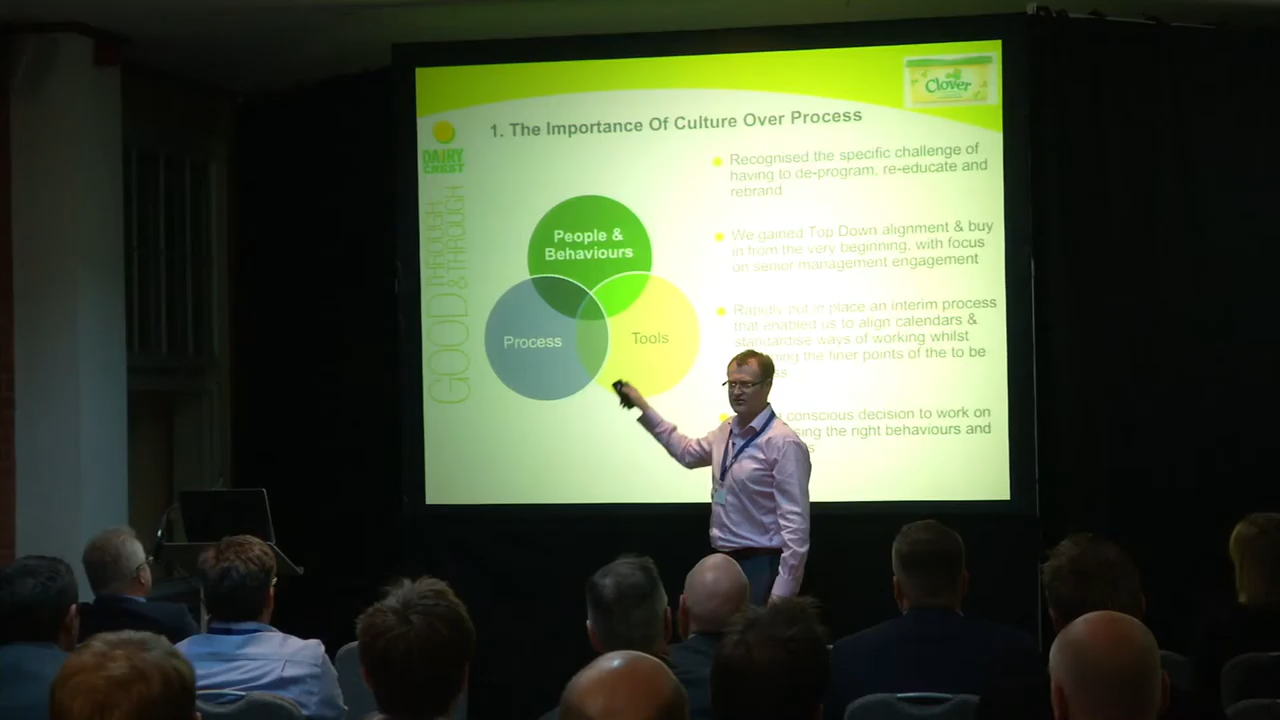 Clover
1. The Importance Of Culture Over Process
DAIRY
CREST
GOOD THROUGH
& THROUGH
People &
Behaviours
Process
Tools
Recognised the specific challenge of
having to de-program, re-educate and
rebrand
We gained Top Down alignment & buy
in from the very beginning, with focus
on senior management engagement
Rapidly put in place an interim process
that enabled us to align calendars &
standardise ways of working whilst
the finer points of the to be
conscious decision to work on
the right behaviours and